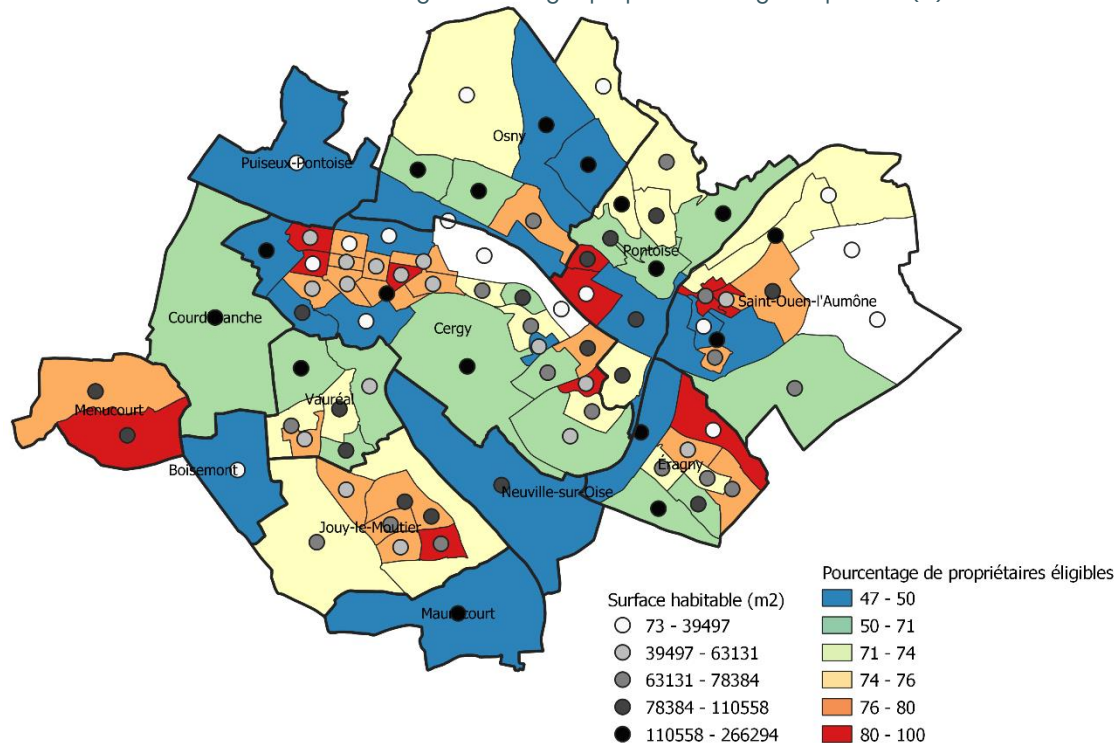 Osny
Puiseux-Pontoise
Pontoise
Saint-Ouen-l'Aumône
Courdimanche
Cergy
Menucourt
Vauréal
Éragny
Boisemont
Neuville-sur-Oise
Jouy-le-Moutier
Maurecourt
Surface habitable (m2)
73 - 39497
39497 - 63131
63131 - 78384
78384 - 110558
110558 - 266294
Pourcentage de propriétaires éligibles
47 - 50
50 - 71
71 - 74
74 - 76
76 - 80
80 - 100